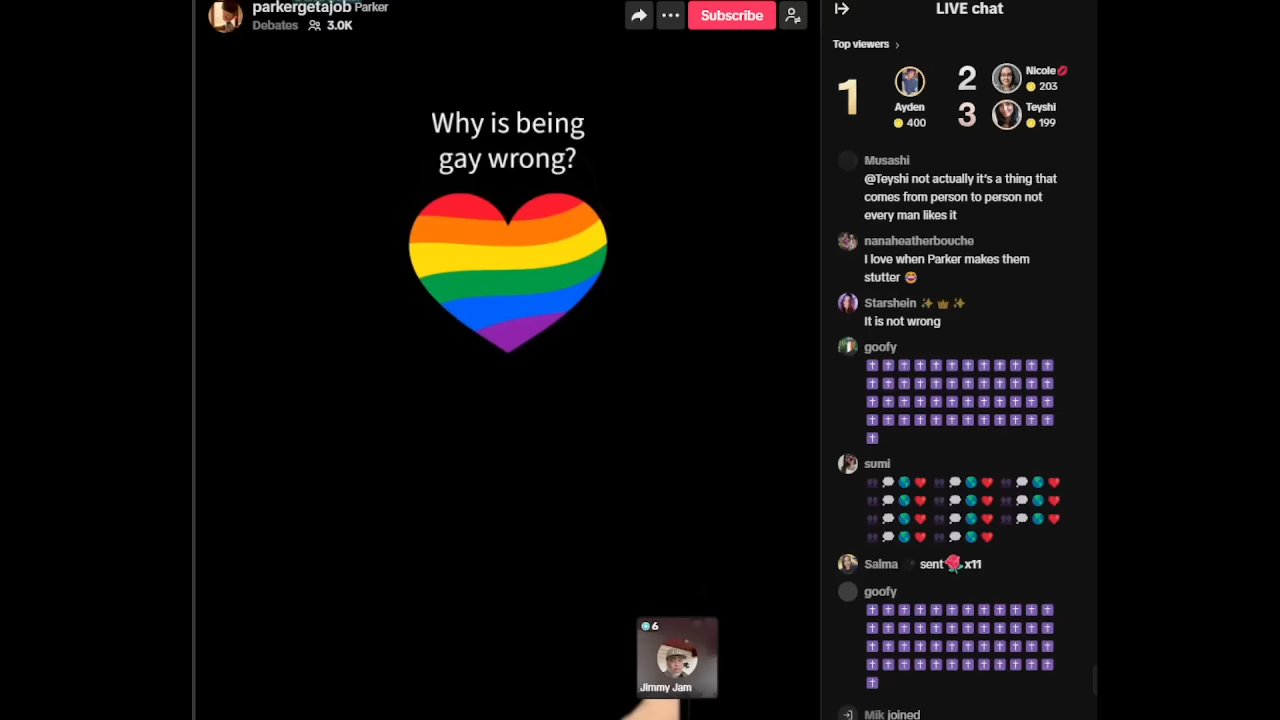 parkergetajob Parker
Debates 3.0K
Subscribe
Why is being
gay wrong?
6
Jimmy Jam
LIVE chat
Top viewers
1
Ayden
400
2
Nicole
203
3
Teyshi
199
Musashi
@Teyshi not actually it's a thing that
comes from person to person not
every man likes it
nanaheatherbouche
I love when Parker makes them
stutter
Starshein
It is not wrong
goofy
sumi
Salma sent x11
goofy
Mik joined